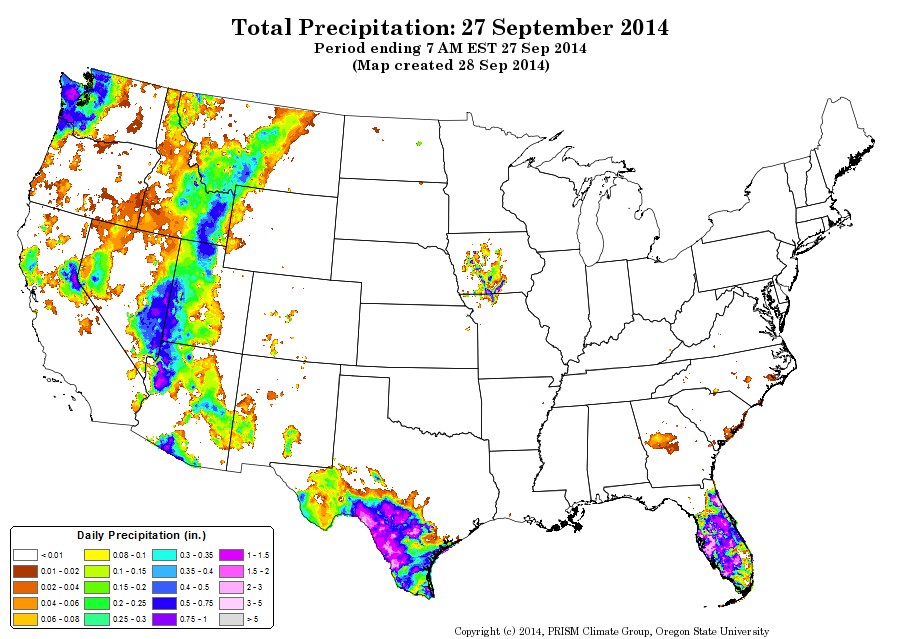 Total Precipitation: 27 September 2014
Period ending 7 AM EST 27 Sep 2014
(Map created 28 Sep 2014)
Daily Precipitation (in.)
< 0.01 0.08 - 0.1 0.3 - 0.35 1 - 1.5
0.01 - 0.02 0.1 - 0.15 0.35 - 0.4 1.5 - 2
0.02 - 0.04 0.15 - 0.2 0.4 - 0.5 2 - 3
0.04 - 0.06 0.2 - 0.25 0.5 - 0.75 3 - 5
0.06 - 0.08 0.25 - 0.3 0.75 - 1 > 5
Copyright (c) 2014, PRISM Climate Group, Oregon State University